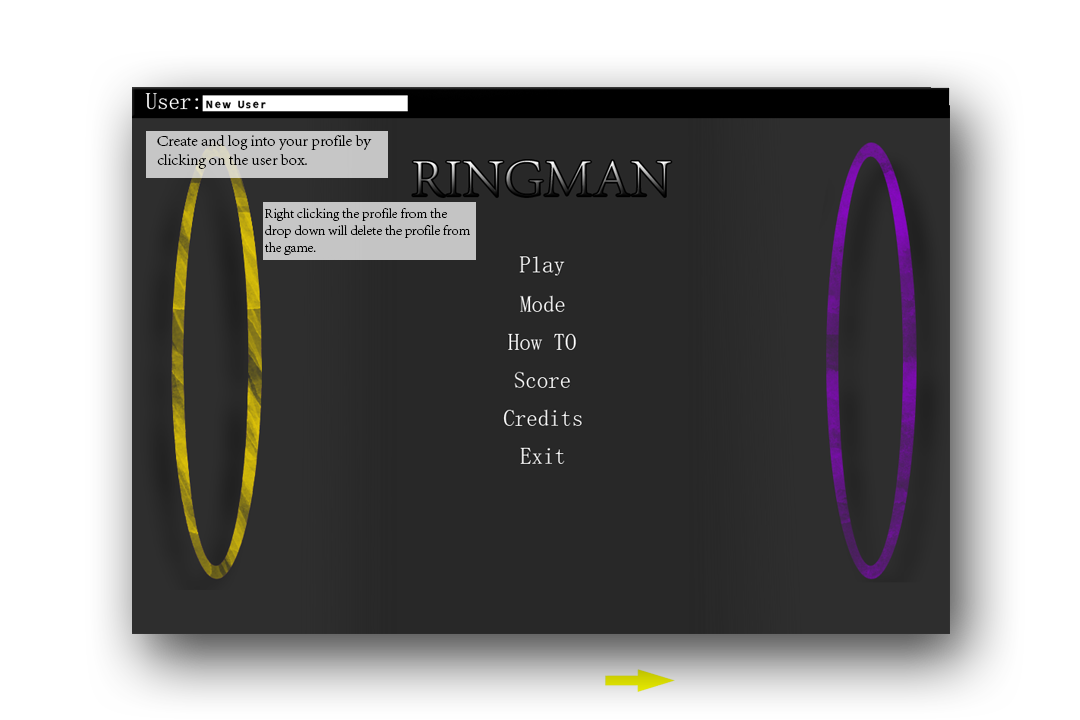 User: New User
Create and log into your profile by
clicking on the user box.
RINGMAN
Right clicking the profile from the
drop down will delete the profile from
the game.
Play
Mode
How TO
Score
Credits
Exit